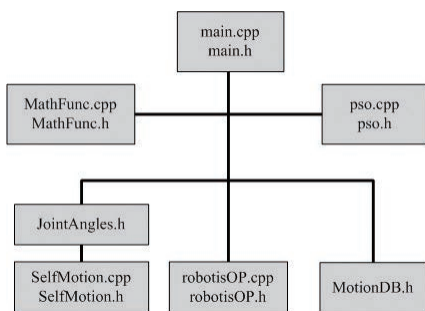 main.cpp
main.h
MathFunc.cpp
MathFunc.h
pso.cpp
pso.h
JointAngles.h
SelfMotion.cpp
SelfMotion.h
robotisOP.cpp
robotisOP.h
MotionDB.h